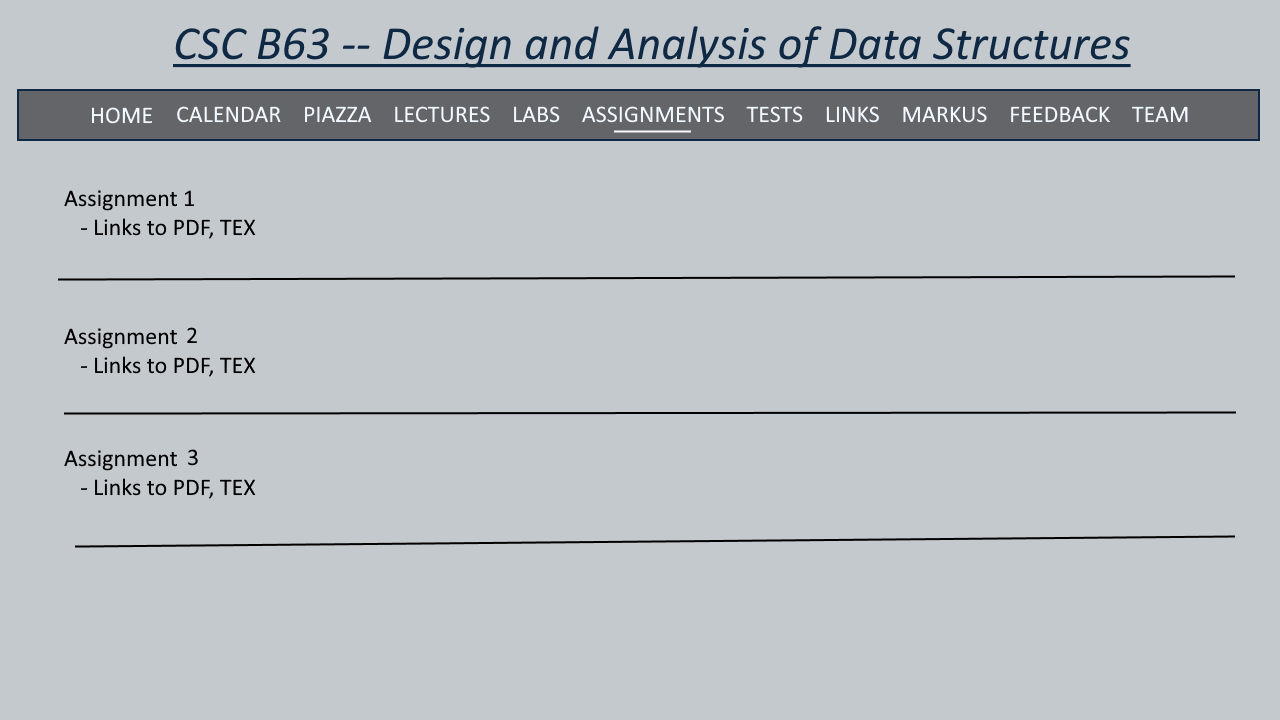 CSC B63 -- Design and Analysis of Data Structures
HOME CALENDAR PIAZZA LECTURES LABS ASSIGNMENTS TESTS LINKS MARKUS FEEDBACK TEAM
Assignment 1
- Links to PDF, TEX
Assignment 2
- Links to PDF, TEX
Assignment 3
- Links to PDF, TEX